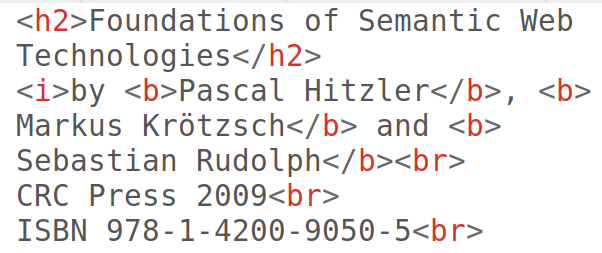 <h2>Foundations of Semantic Web
Technologies</h2>
<i>by <b>Pascal Hitzler</b>, <b>
Markus Krötzsch</b> and <b>
Sebastian Rudolph</b><br>
CRC Press 2009<br>
ISBN 978-1-4200-9050-5<br>